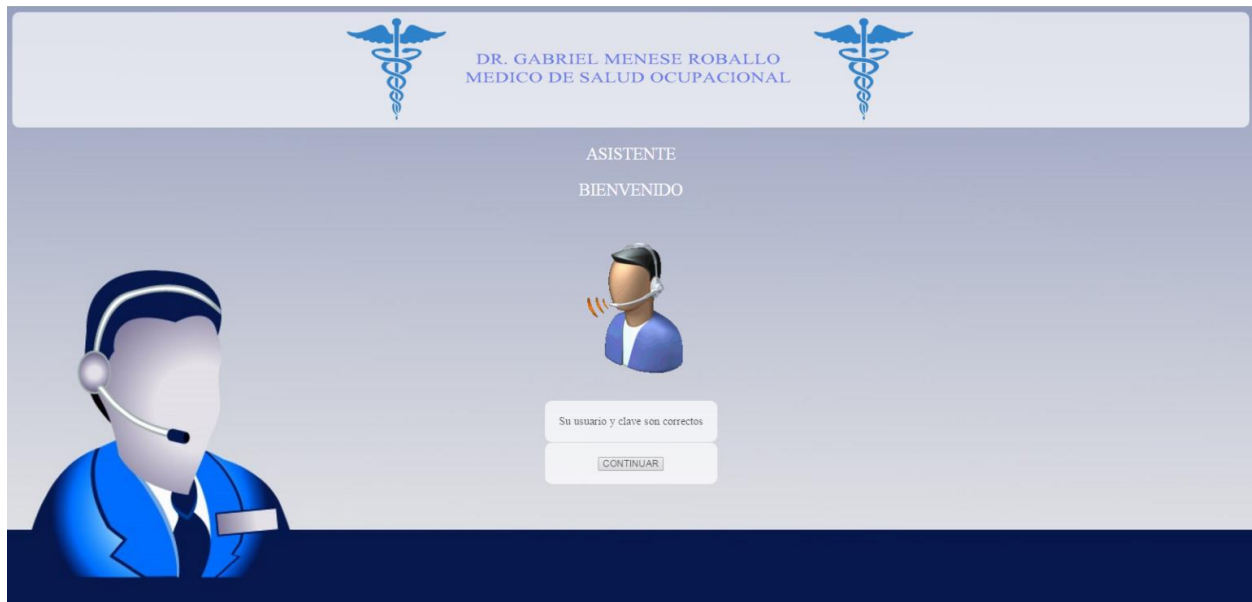 DR. GABRIEL MENESE ROBALLO
MEDICO DE SALUD OCUPACIONAL
ASISTENTE
BIENVENIDO
Su usuario y clave son correctos
CONTINUAR